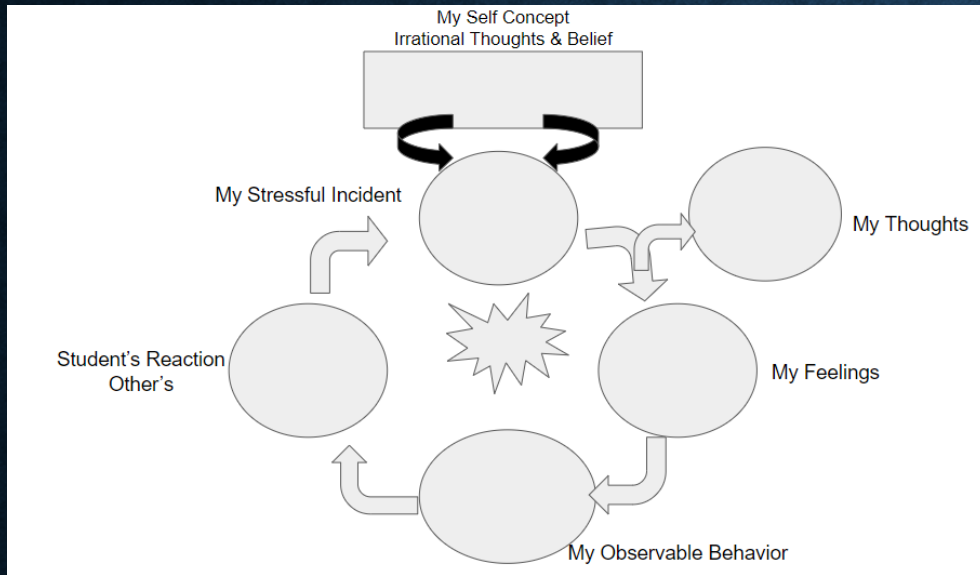 My Self Concept
Irrational Thoughts & Belief
My Stressful Incident
My Thoughts
Student’s Reaction
Other’s
My Feelings
My Observable Behavior